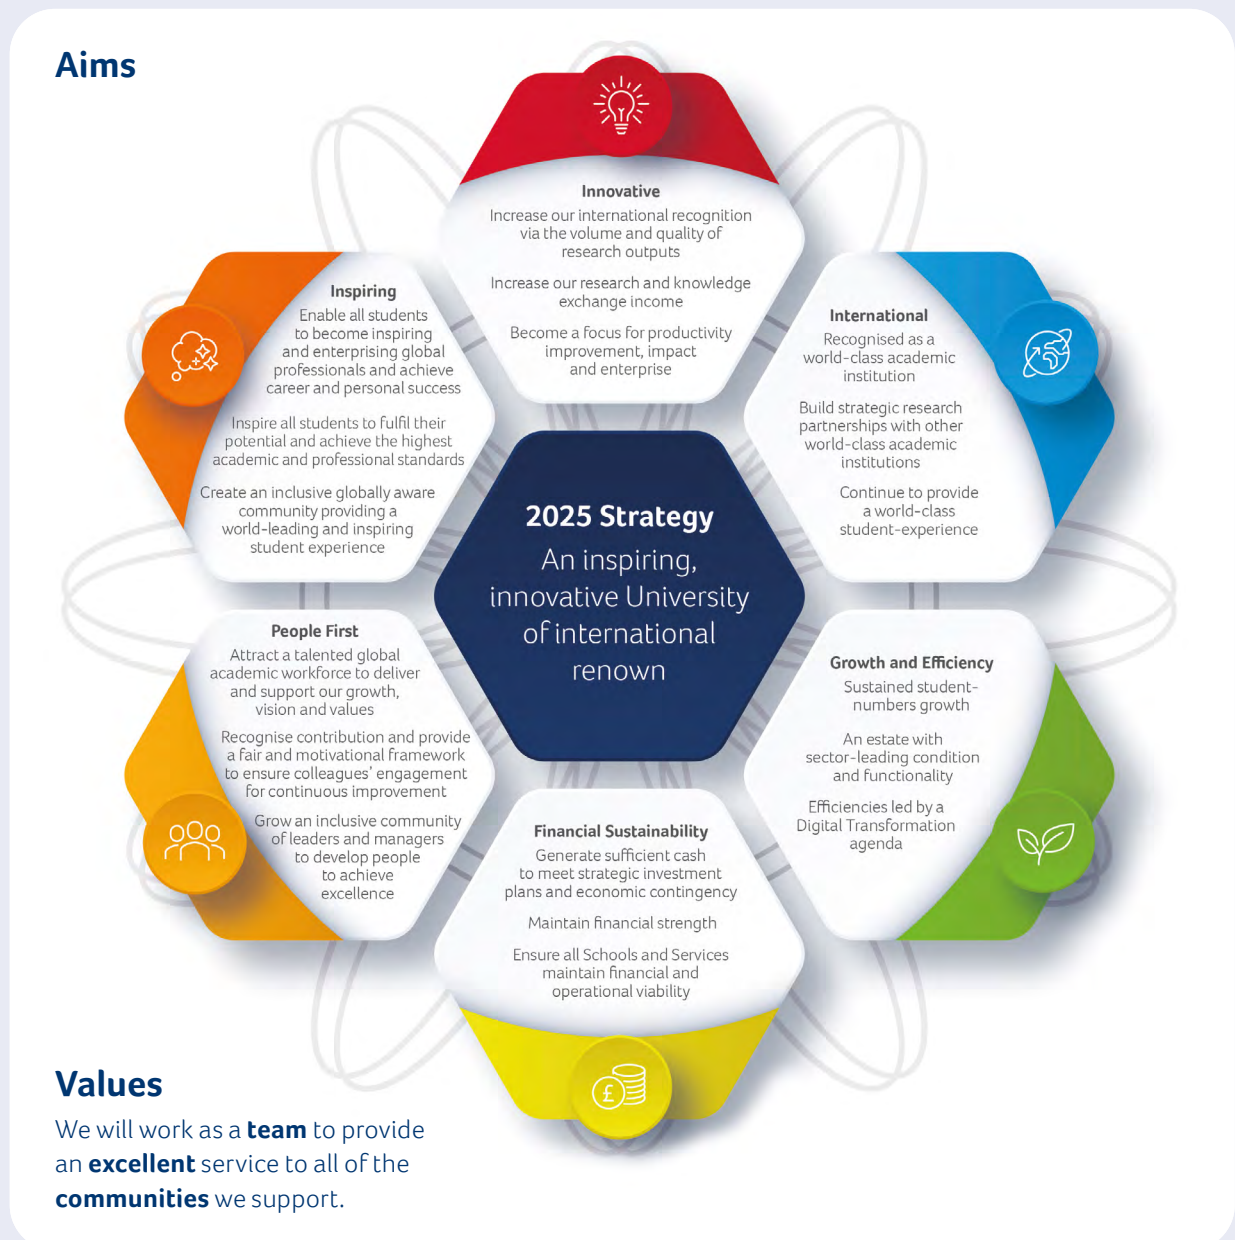 Aims
Innovative
Increase our international recognition
via the volume and quality of
research outputs
Increase our research and knowledge
exchange income
Become a focus for productivity
improvement, impact
and enterprise
Inspiring
Enable all students
to become inspiring
and enterprising global
professionals and achieve
career and personal success
Inspire all students to fulfil their
potential and achieve the highest
academic and professional standards
Create an inclusive globally aware
community providing a
world-leading and inspiring
student experience
International
Recognised as a
world-class academic
institution
Build strategic research
partnerships with other
world-class academic
institutions
Continue to provide
a world-class
student-experience
2025 Strategy
An inspiring,
innovative University
of international
renown
People First
Attract a talented global
academic workforce to deliver
and support our growth,
vision and values
Recognise contribution and provide
a fair and motivational framework
to ensure colleagues' engagement
for continuous improvement
Grow an inclusive community
of leaders and managers
to develop people
to achieve
excellence
Growth and Efficiency
Sustained student-
numbers growth
An estate with
sector-leading condition
and functionality
Efficiencies led by a
Digital Transformation
agenda
Financial Sustainability
Generate sufficient cash
to meet strategic investment
plans and economic contingency
Maintain financial strength
Ensure all Schools and Services
maintain financial and
operational viability
£
Values
We will work as a team to provide
an excellent service to all of the
communities we support.